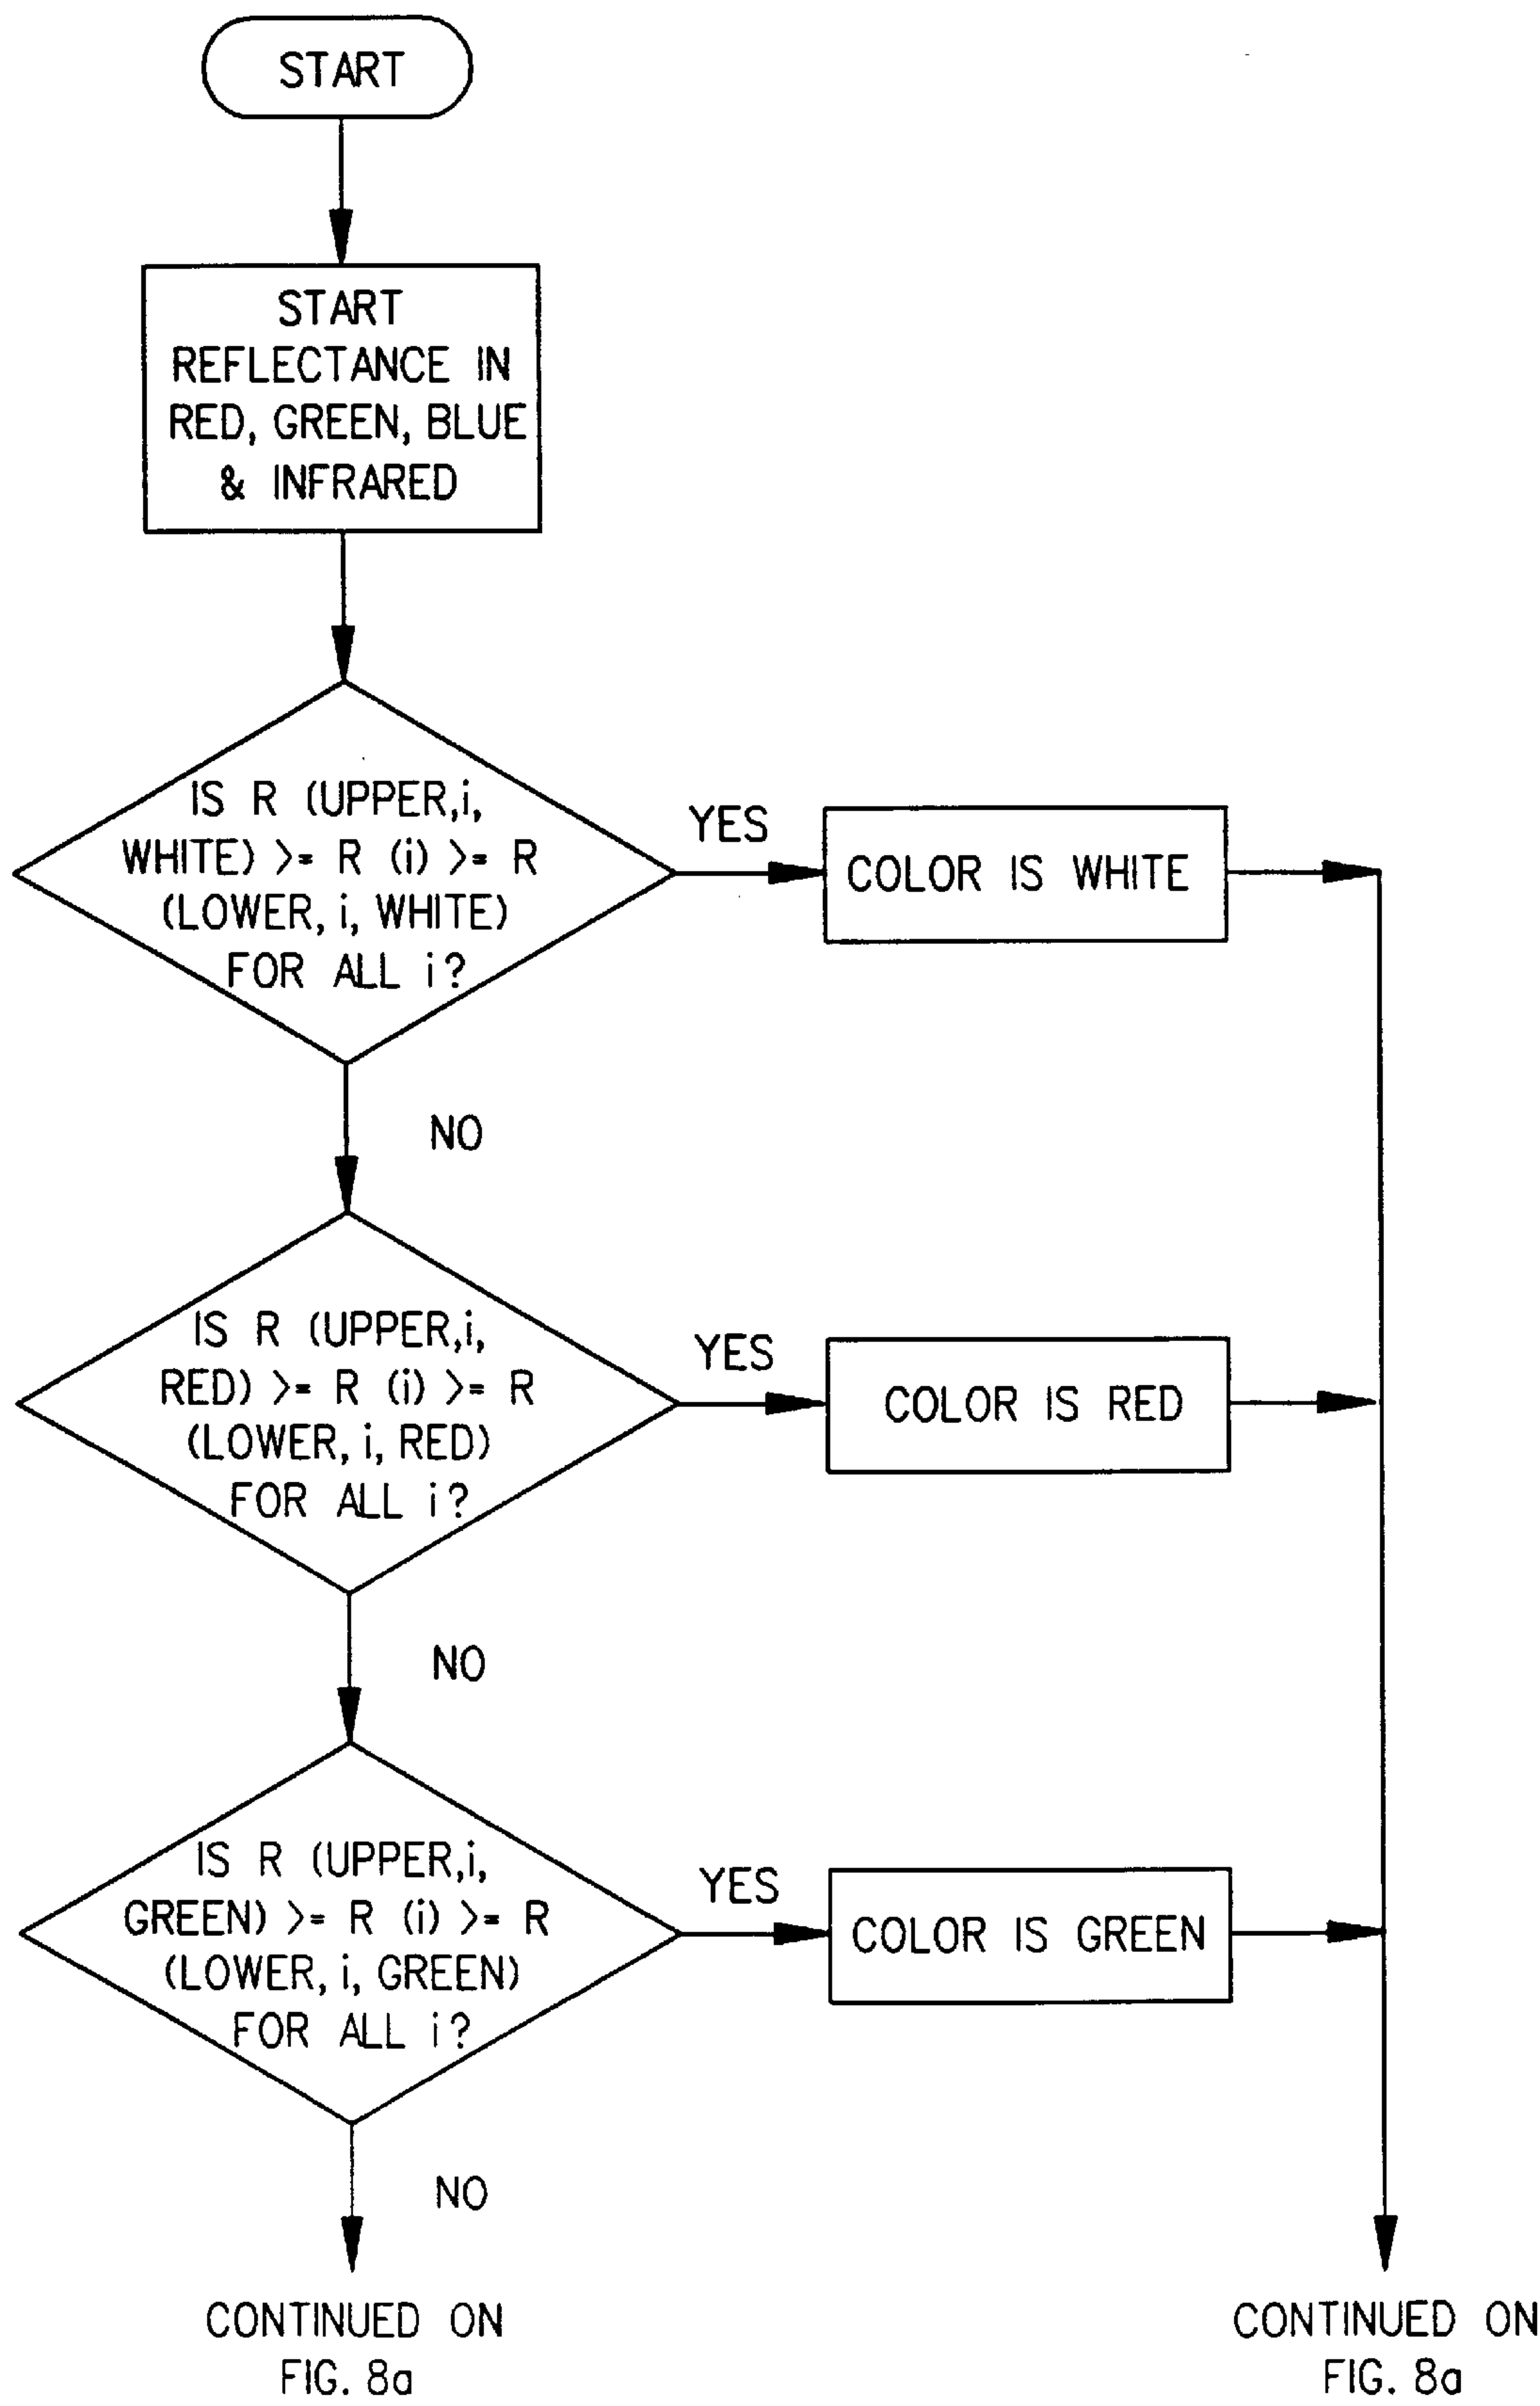 START
START
REFLECTANCE IN
RED, GREEN, BLUE
& INFRARED
IS R (UPPER,i,
WHITE) >= R (i) >= R
(LOWER, i, WHITE)
FOR ALL i?
YES
COLOR IS WHITE
NO
IS R (UPPER,i,
RED) >= R (i) >= R
(LOWER, i, RED)
FOR ALL i?
YES
COLOR IS RED
NO
IS R (UPPER,i,
GREEN) >= R (i) >= R
(LOWER, i, GREEN)
FOR ALL i?
YES
COLOR IS GREEN
NO
CONTINUED ON
FIG. 8a
CONTINUED ON
FIG. 8a